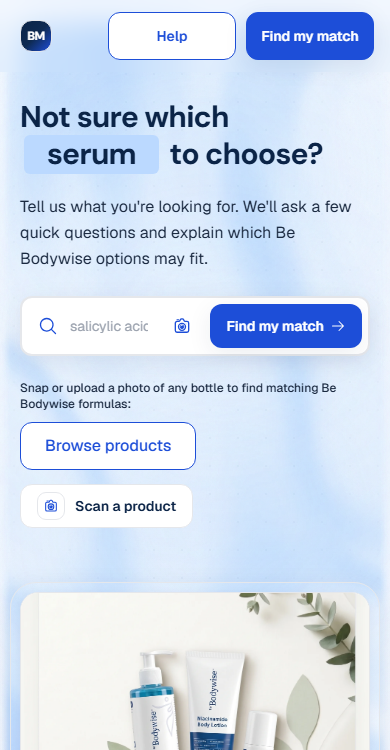 BM
Help
Find my match
Not sure which
serum to choose?
Tell us what you're looking for. We'll ask a few
quick questions and explain which Be
Bodywise options may fit.
salicylic acid
Find my match →
Snap or upload a photo of any bottle to find matching Be
Bodywise formulas:
Browse products
Scan a product
Be Bodywise
Be Bodywise
Niacinamide
Body Lotion